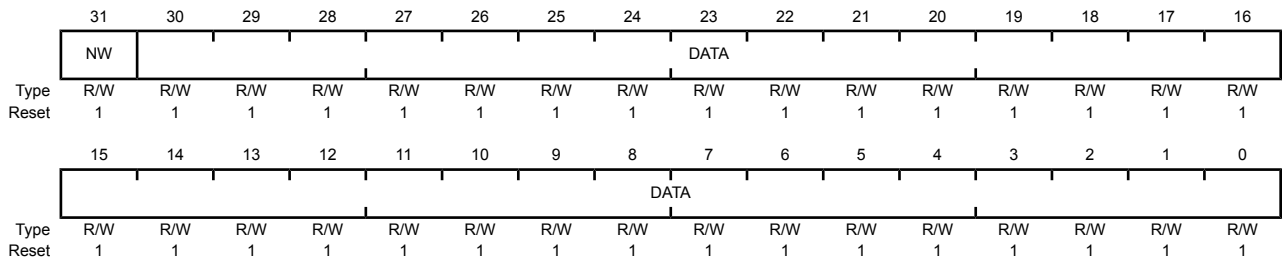 31 30 29 28 27 26 25 24 23 22 21 20 19 18 17 16
NW DATA
Type R/W R/W R/W R/W R/W R/W R/W R/W R/W R/W R/W R/W R/W R/W R/W R/W
Reset 1 1 1 1 1 1 1 1 1 1 1 1 1 1 1 1
15 14 13 12 11 10 9 8 7 6 5 4 3 2 1 0
DATA
Type R/W R/W R/W R/W R/W R/W R/W R/W R/W R/W R/W R/W R/W R/W R/W R/W
Reset 1 1 1 1 1 1 1 1 1 1 1 1 1 1 1 1